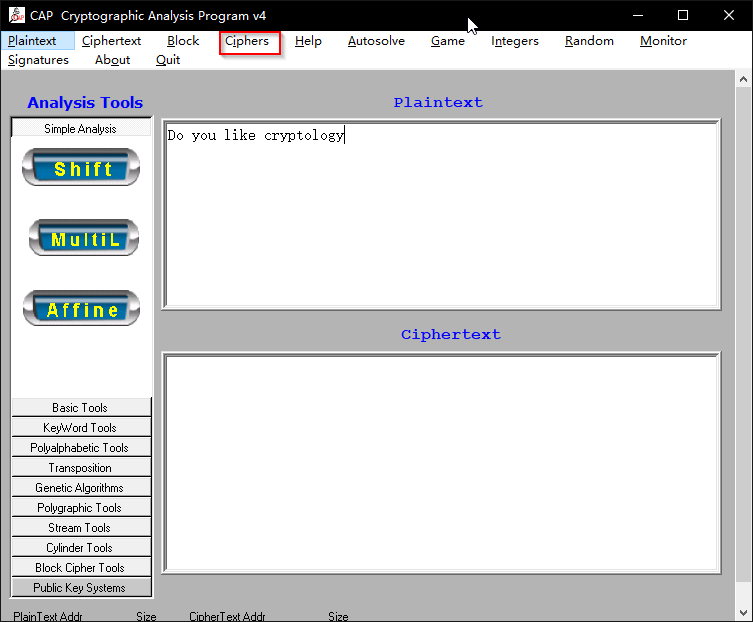 CAP Cryptographic Analysis Program v4
Plaintext Ciphertext Block Ciphers Help Autosolve Game Integers Random Monitor
Signatures About Quit
Analysis Tools Plaintext
Simple Analysis
Do you like cryptology
Shift
MultiL
Affine
Ciphertext
Basic Tools
KeyWord Tools
Polyalphabetic Tools
Transposition
Genetic Algorithms
Polygraphic Tools
Stream Tools
Cylinder Tools
Block Cipher Tools
Public Key Systems
PlainText Addr Size CipherText Addr Size